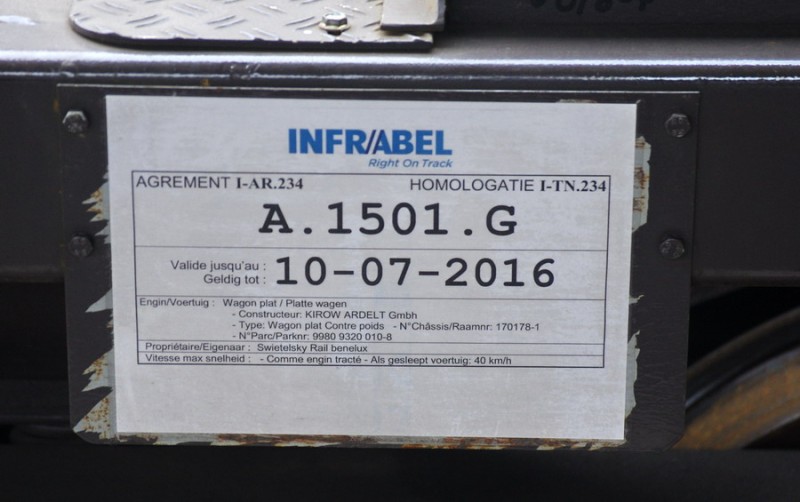 INFRABEL
Right On Track
AGREMENT I-AR.234 HOMOLOGATIE I-TN.234
A.1501.G
Valide jusqu'au :
Geldig tot : 10-07-2016
Engin/Voertuig : Wagon plat / Platte wagen
- Constructeur: KIROW ARDELT Gmbh
- Type: Wagon plat Contre poids - N°Châssis/Raamnr: 170178-1
- N°Parc/Parknr: 9980 9320 010-8
Propriétaire/Eigenaar : Swietelsky Rail benelux
Vitesse max snelheid : - Comme engin tracté - Als gesleept voertuig: 40 km/h